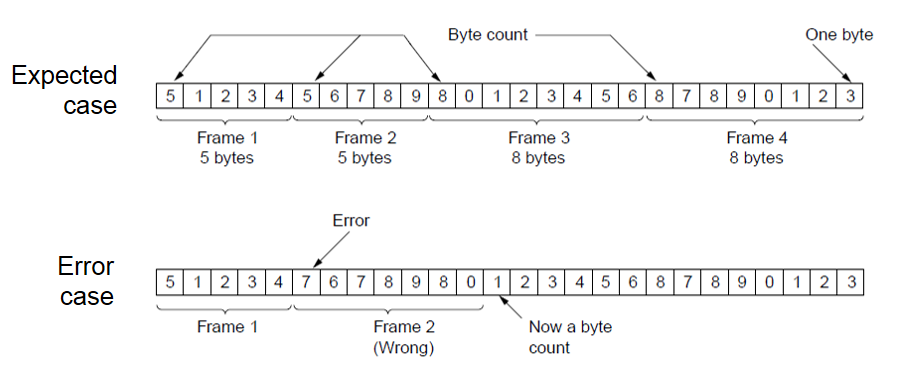 Byte count
One byte
Expected
case
5 1 2 3 4 5 6 7 8 9 8 0 1 2 3 4 5 6 8 7 8 9 0 1 2 3
Frame 1
5 bytes
Frame 2
5 bytes
Frame 3
8 bytes
Frame 4
8 bytes
Error
Error
case
5 1 2 3 4 7 6 7 8 9 8 0 1 2 3 4 5 6 8 7 8 9 0 1 2 3
Frame 1
Frame 2
(Wrong)
Now a byte
count